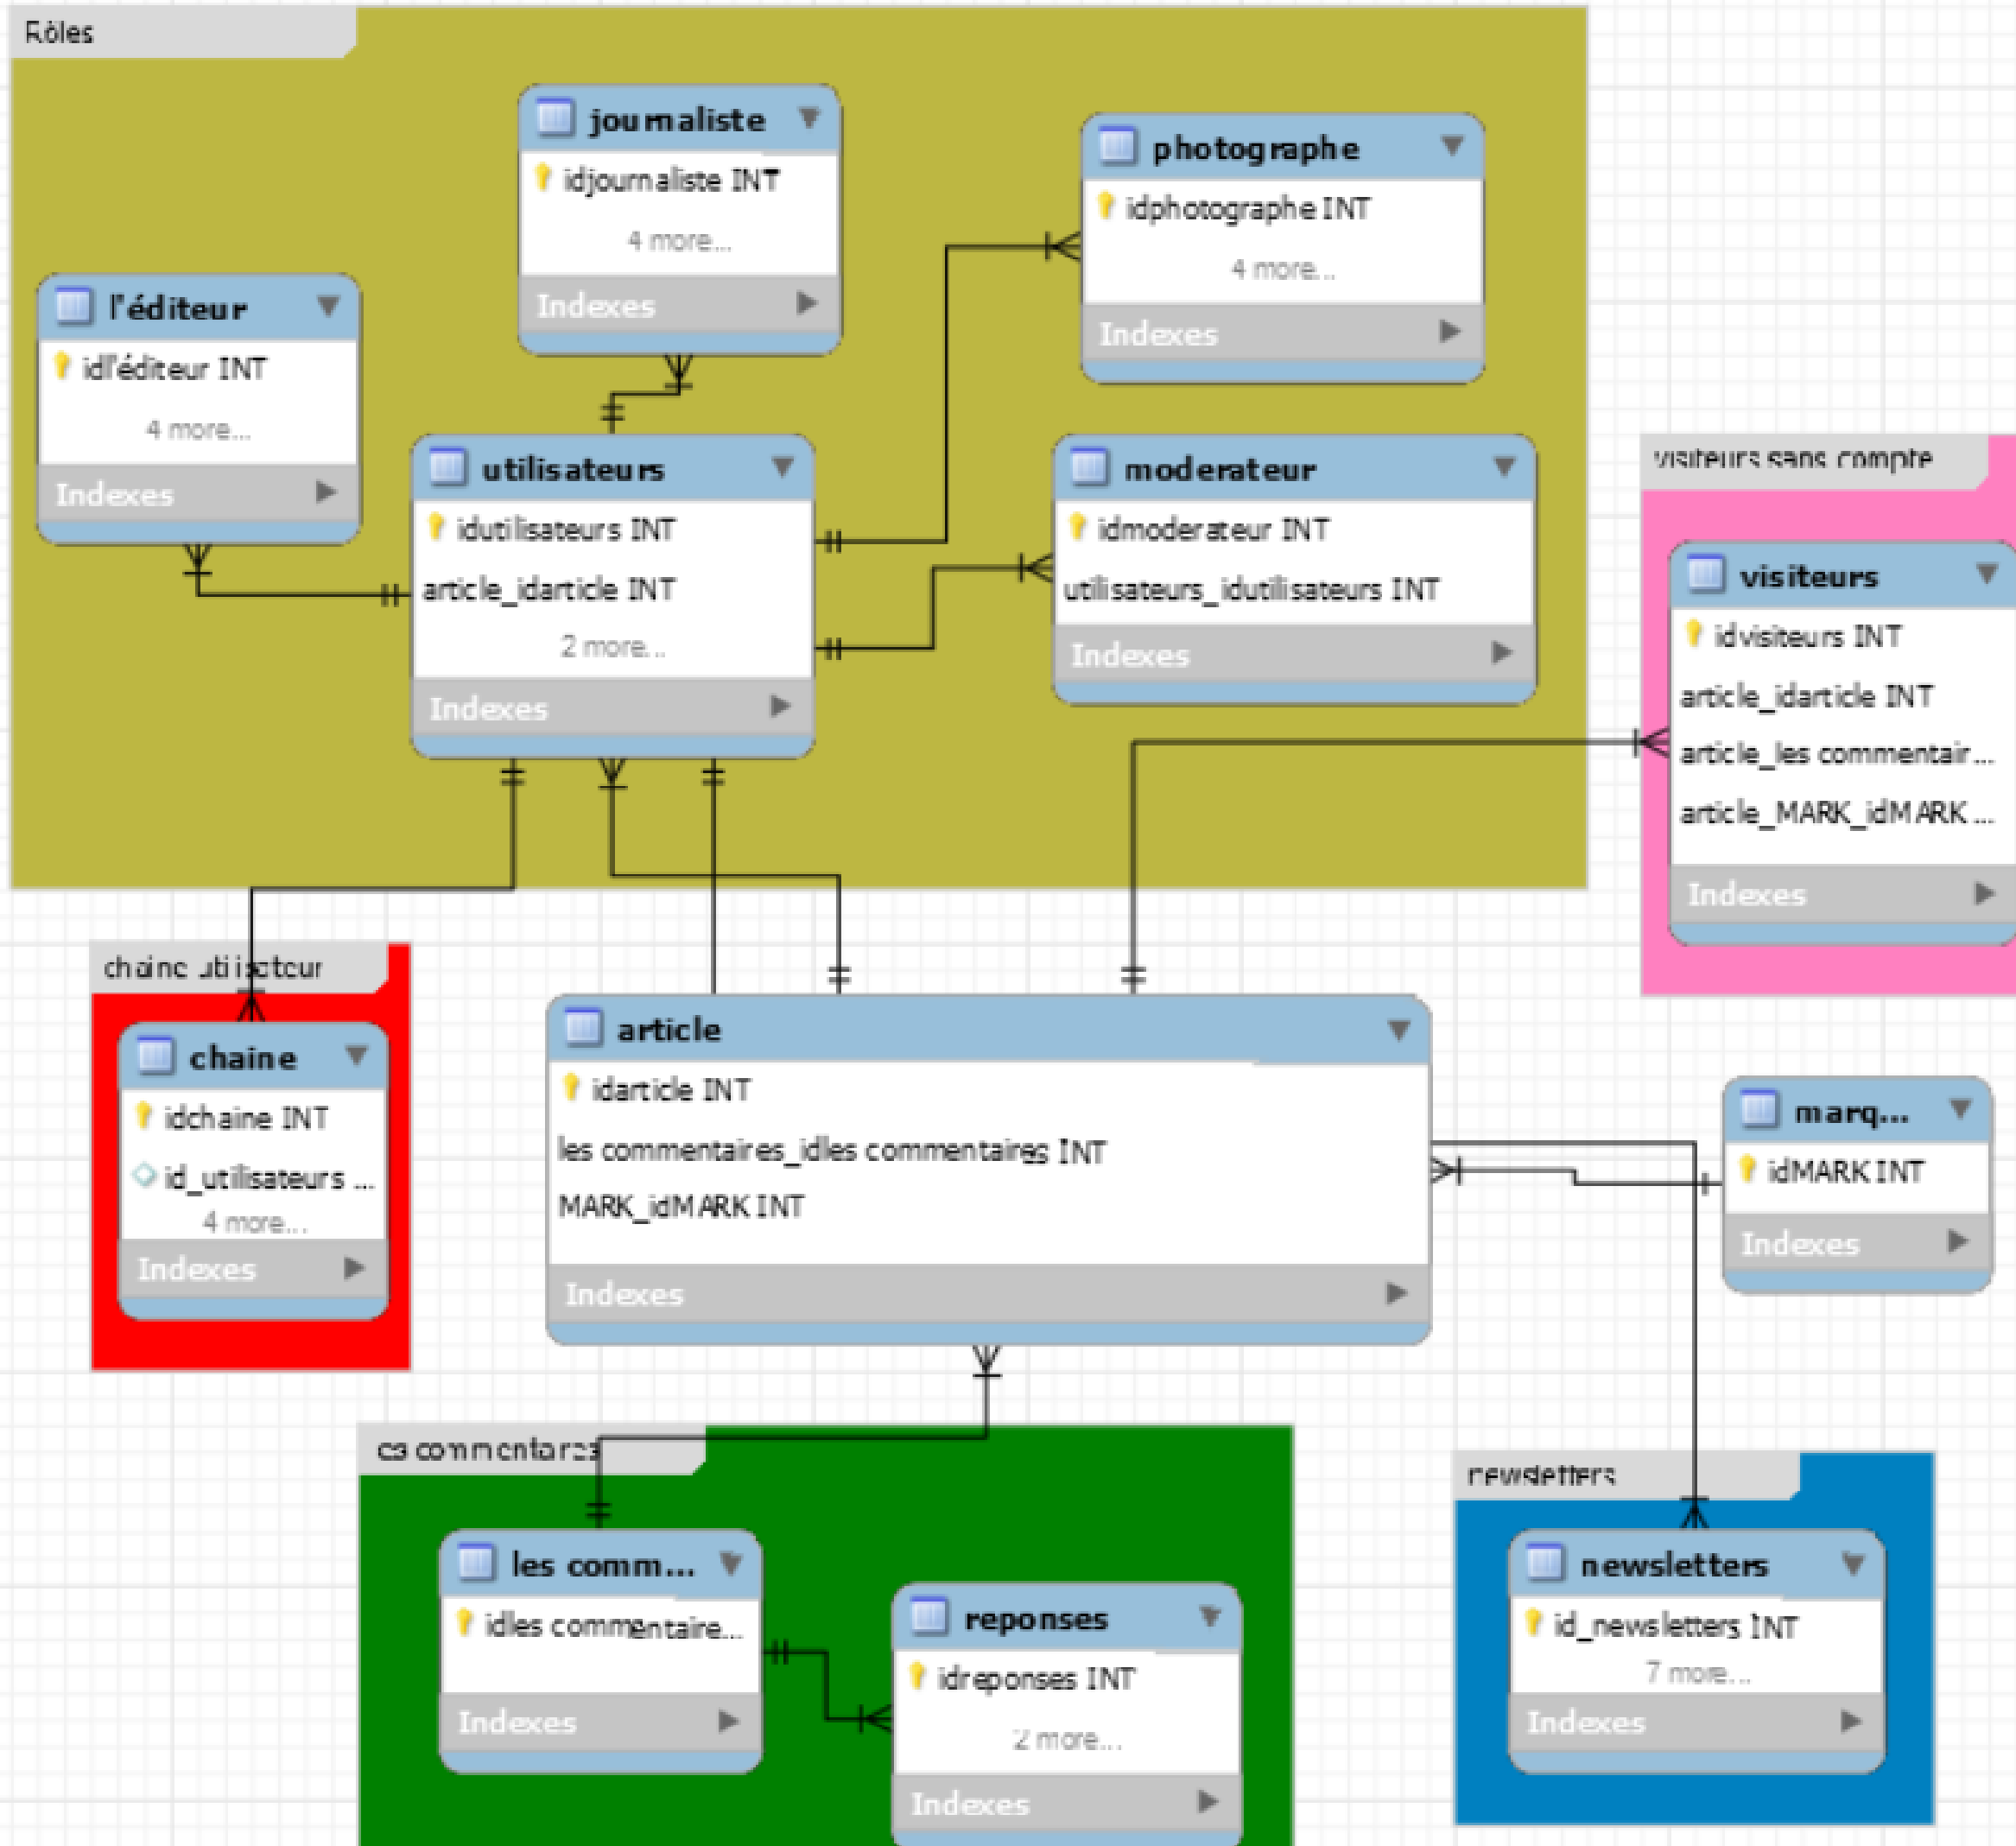 Rôles
journaliste
idjournaliste INT
4 more...
Indexes
photographe
idphotographe INT
4 more...
Indexes
l'éditeur
idl'éditeur INT
4 more...
Indexes
utilisateurs
idutilisateurs INT
article_idarticle INT
2 more...
Indexes
moderateur
idmoderateur INT
utilisateurs_idutilisateurs INT
Indexes
visiteurs sans compte
visiteurs
idvisiteurs INT
article_idarticle INT
article_les commentair...
article_MARK_idMARK ...
Indexes
chaine utilisateur
chaine
idchaine INT
id_utilisateurs ...
4 more...
Indexes
article
idarticle INT
les commentaires_idles commentaires INT
MARK_idMARK INT
Indexes
marq...
idMARK INT
Indexes
es commentares
les comm...
idles commentaire...
Indexes
reponses
idreponses INT
2 more...
Indexes
newsletters
newsletters
id_newsletters INT
7 more...
Indexes